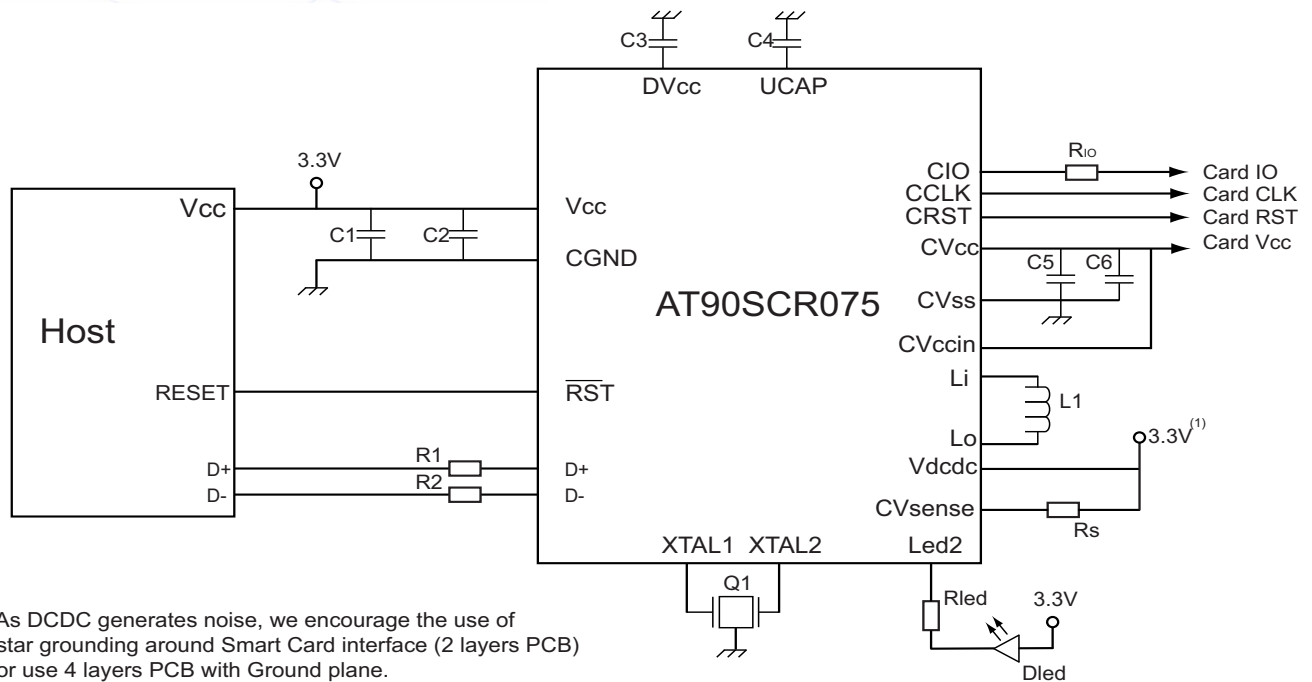 C3
C4
DVcc
UCAP
3.3V
RIO
CIO
Card IO
CCLK
Card CLK
CRST
Card RST
Vcc
Vcc
C1
C2
CGND
CVcc
Card Vcc
C5
C6
CVss
AT90SCR075
Host
CVccin
Li
L1
RESET
RST
Lo
3.3V(1)
Vdcdc
D+
R1
D+
D-
R2
D-
CVsense
Rs
XTAL1
XTAL2
Led2
Q1
Rled
3.3V
Dled
As DCDC generates noise, we encourage the use of
star grounding around Smart Card interface (2 layers PCB)
or use 4 layers PCB with Ground plane.